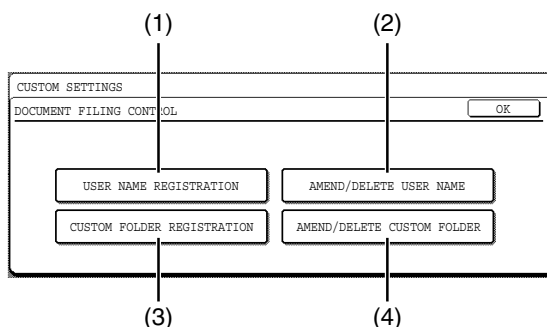 (1) (2)
CUSTOM SETTINGS
DOCUMENT FILING CONTROL OK
USER NAME REGISTRATION AMEND/DELETE USER NAME
CUSTOM FOLDER REGISTRATION AMEND/DELETE CUSTOM FOLDER
(3) (4)